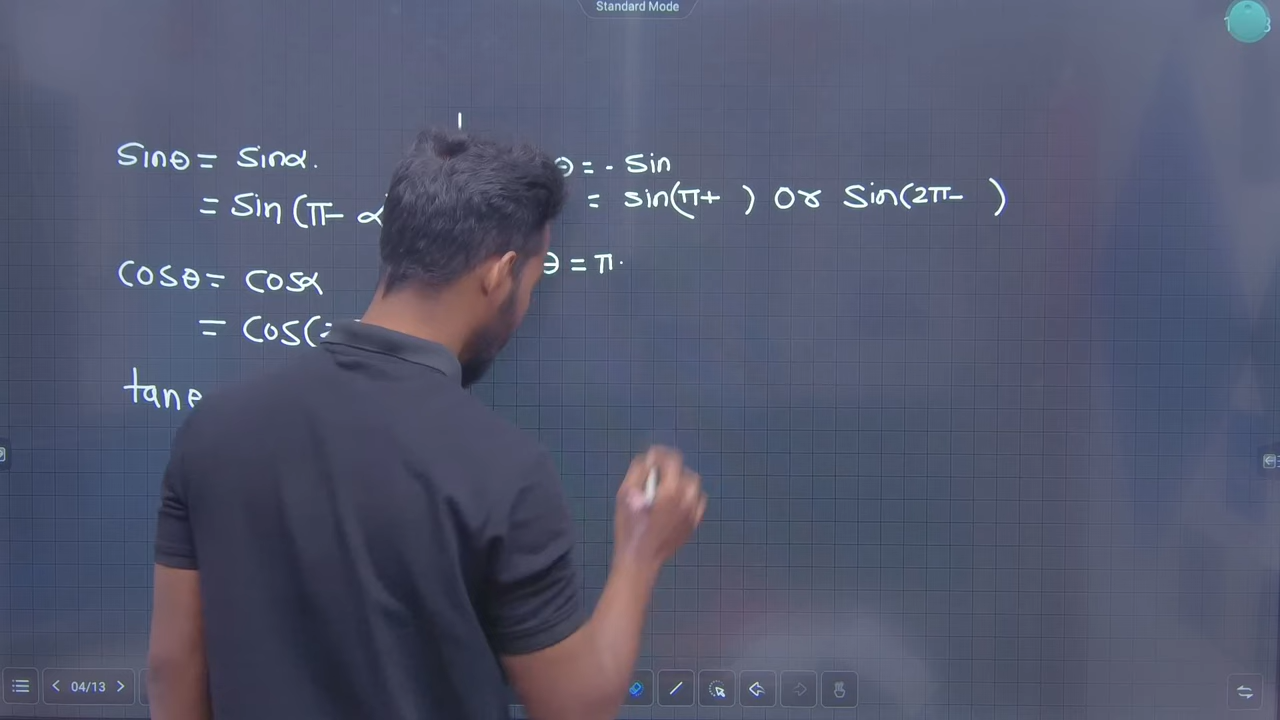 Standard Mode
Sinθ = Sinα.
= Sin (π- α
Cosθ = Cosα
= Cos(
tanθ
θ = - Sin
= sin(π+ ) Or Sin(2π- )
θ = π.
04/13